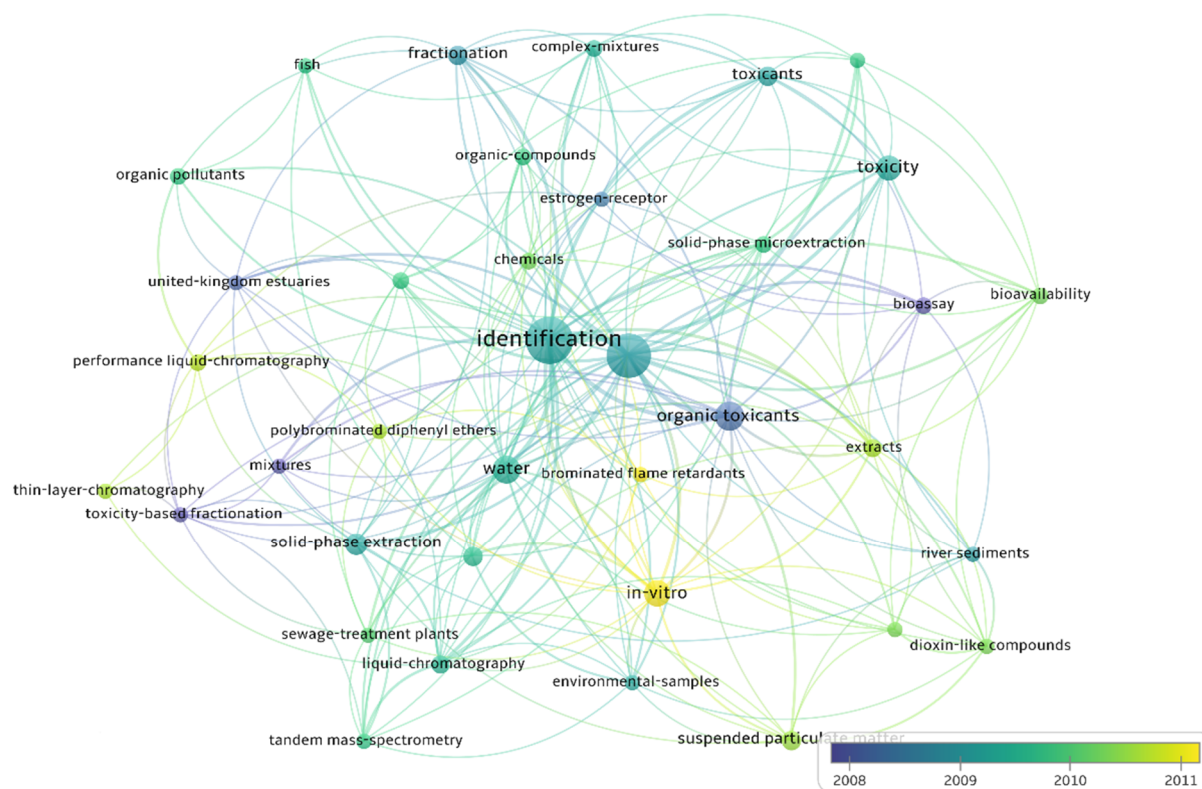 complex-mixtures
fractionation
fish
toxicants
organic-compounds
toxicity
organic pollutants
estrogen-receptor
solid-phase microextraction
chemicals
united-kingdom estuaries
bioavailability
bioassay
identification
performance liquid-chromatography
organic toxicants
polybrominated diphenyl ethers
extracts
mixtures
water
brominated flame retardants
thin-layer-chromatography
toxicity-based fractionation
solid-phase extraction
river sediments
in-vitro
sewage-treatment plants
dioxin-like compounds
liquid-chromatography
environmental-samples
tandem mass-spectrometry
suspended particulate matter
2008 2009 2010 2011